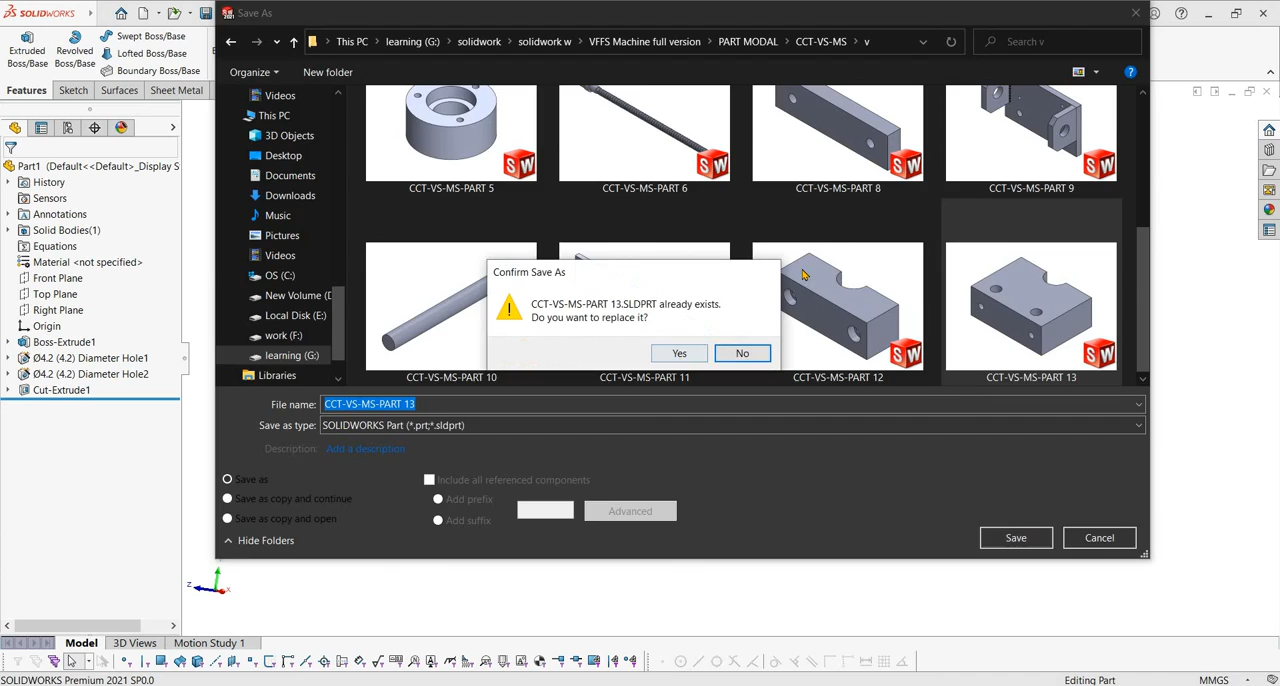 SOLIDWORKS
Save As
Extruded
Boss/Base
Revolved
Boss/Base
Swept Boss/Base
Lofted Boss/Base
Boundary Boss/Base
Features
Sketch
Surfaces
Sheet Metal
This PC
learning (G:)
solidwork
solidwork w
VFFS Machine full version
PART MODAL
CCT-VS-MS
v
Search v
Organize
New folder
Part1 (Default<<Default>_Display S
History
Sensors
Annotations
Solid Bodies(1)
Equations
Material <not specified>
Front Plane
Top Plane
Right Plane
Origin
Boss-Extrude1
Ø4.2 (4.2) Diameter Hole1
Ø4.2 (4.2) Diameter Hole2
Cut-Extrude1
Videos
This PC
3D Objects
Desktop
Documents
Downloads
Music
Pictures
Videos
OS (C:)
New Volume (D
Local Disk (E:)
work (F:)
learning (G:)
Libraries
CCT-VS-MS-PART 5
CCT-VS-MS-PART 6
CCT-VS-MS-PART 8
CCT-VS-MS-PART 9
CCT-VS-MS-PART 10
CCT-VS-MS-PART 11
CCT-VS-MS-PART 12
CCT-VS-MS-PART 13
Confirm Save As
CCT-VS-MS-PART 13.SLDPRT already exists.
Do you want to replace it?
Yes
No
File name:
CCT-VS-MS-PART 13
Save as type:
SOLIDWORKS Part (*.prt;*.sldprt)
Description:
Add a description
Save as
Save as copy and continue
Save as copy and open
Include all referenced components
Add prefix
Add suffix
Advanced
Hide Folders
Save
Cancel
Model
3D Views
Motion Study 1
SOLIDWORKS Premium 2021 SP0.0
Editing Part
MMGS